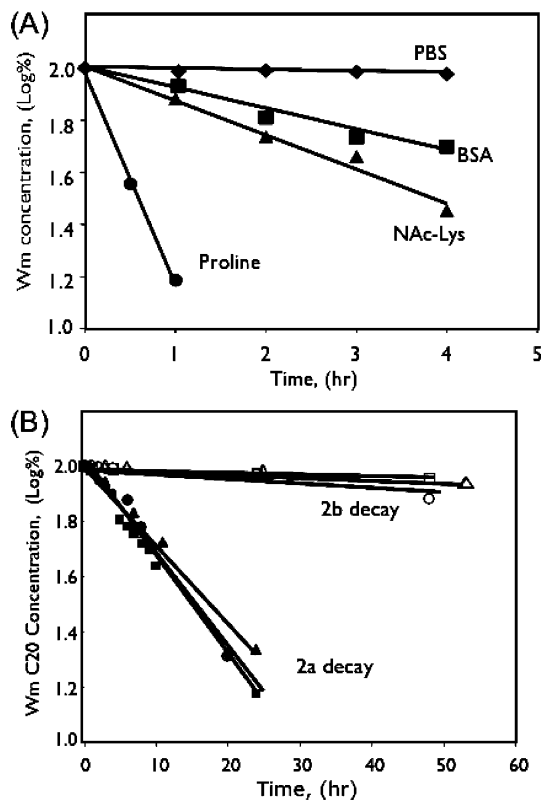 (A)
Wm concentration, (Log%)
2.0
1.8
1.6
1.4
1.2
1.0
PBS
BSA
NAc-Lys
Proline
0 1 2 3 4 5
Time, (hr)
(B)
Wm C20 Concentration, (Log%)
2.0
1.8
1.6
1.4
1.2
1.0
2b decay
2a decay
0 10 20 30 40 50 60
Time, (hr)